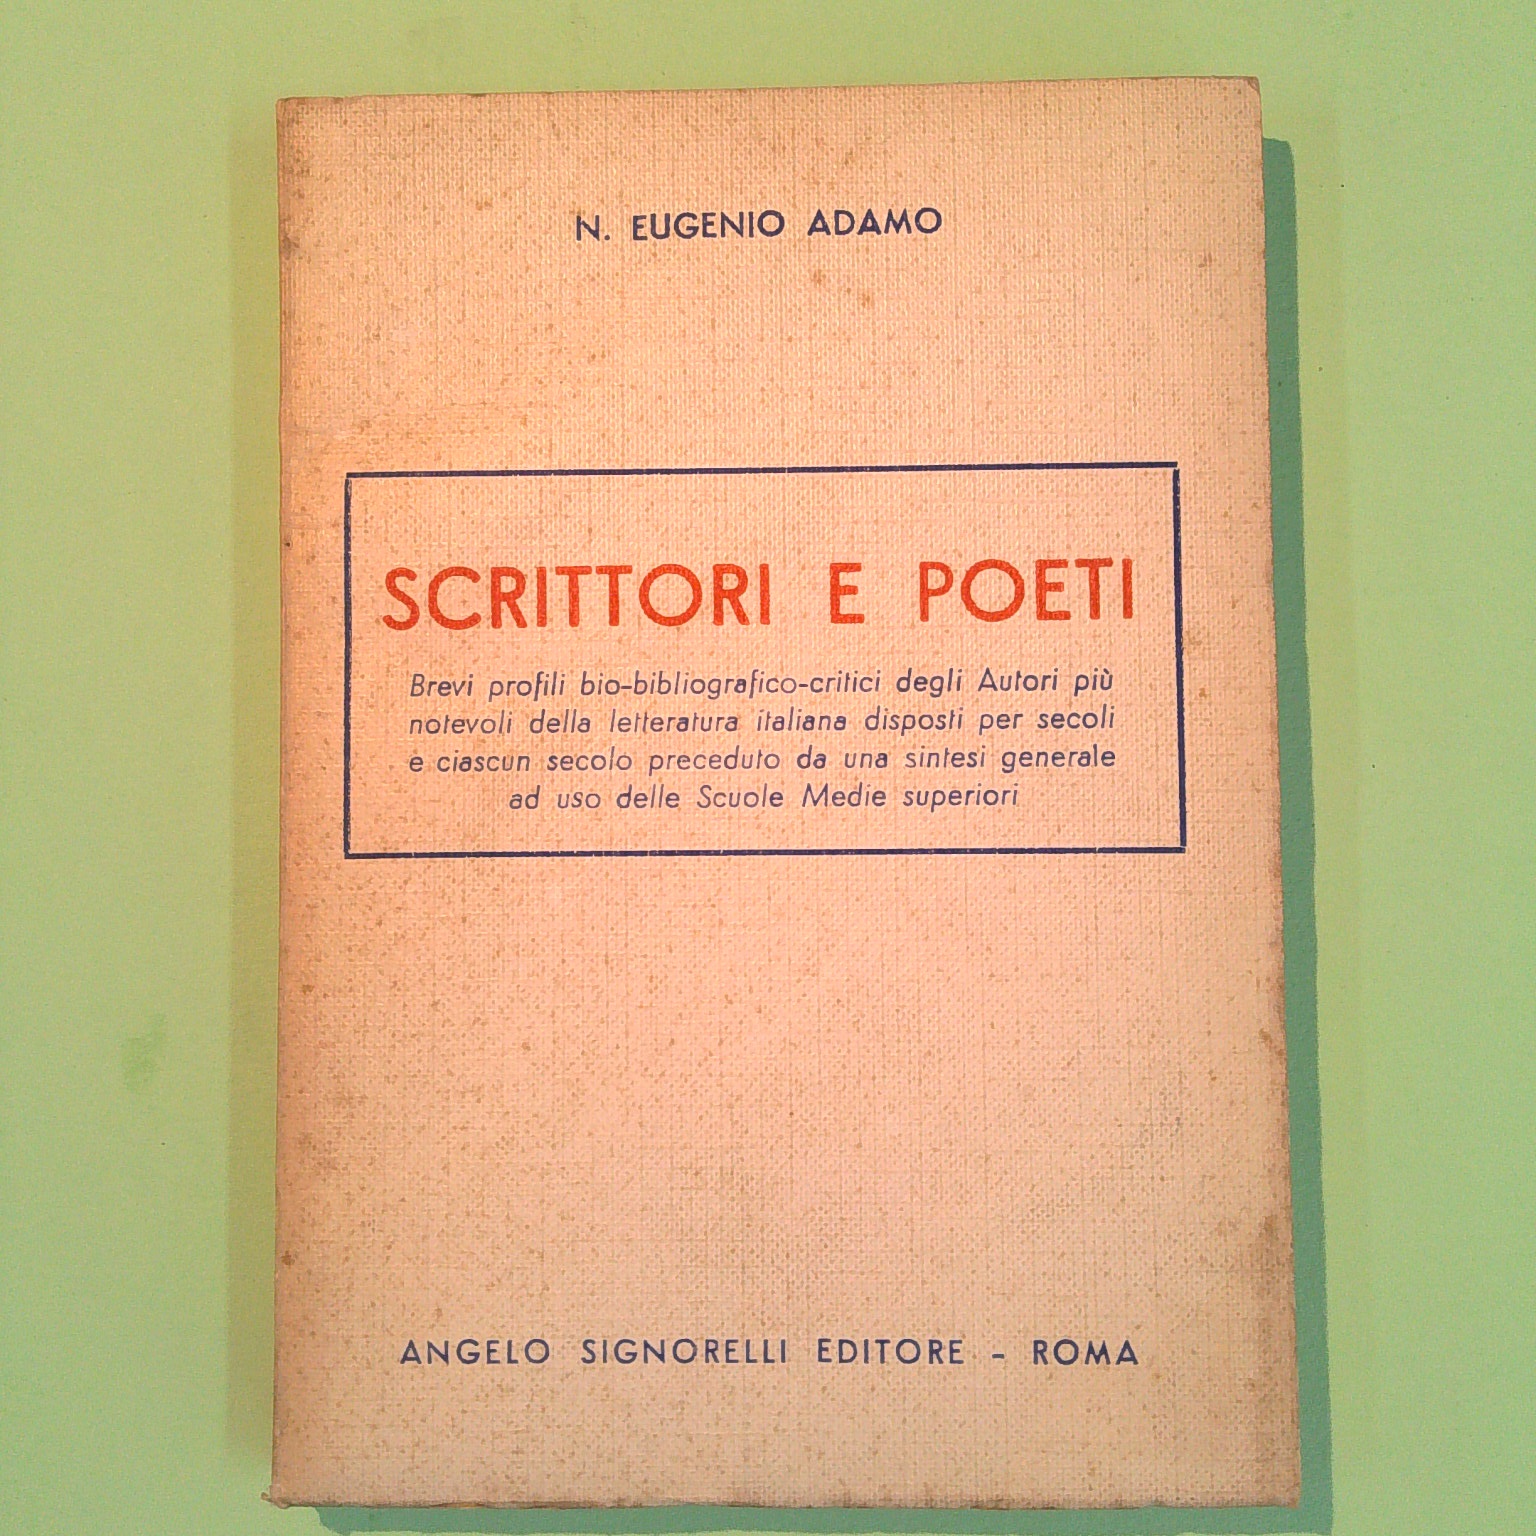 N. EUGENIO ADAMO
SCRITTORI E POETI
Brevi profili bio-bibliografico-critici degli Autori più
notevoli della letteratura italiana disposti per secoli
e ciascun secolo preceduto da una sintesi generale
ad uso delle Scuole Medie superiori
ANGELO SIGNORELLI EDITORE - ROMA